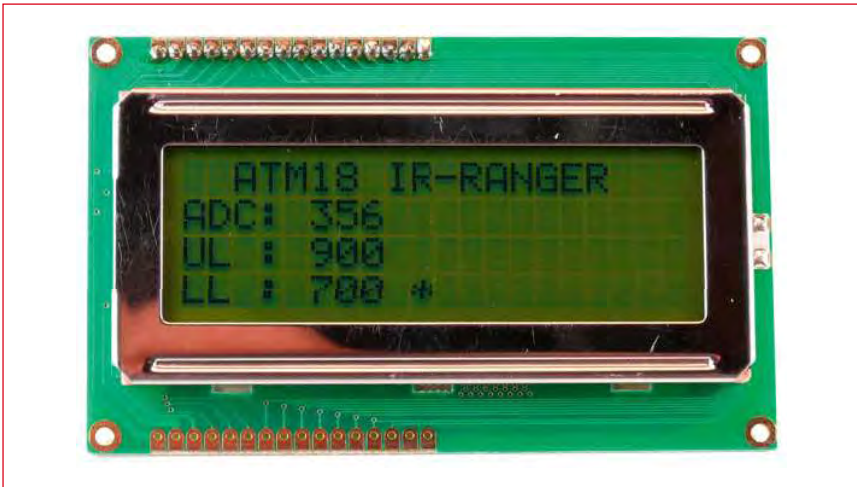 ATM18 IR-RANGER
ADC: 356
UL : 900
LL : 700 *